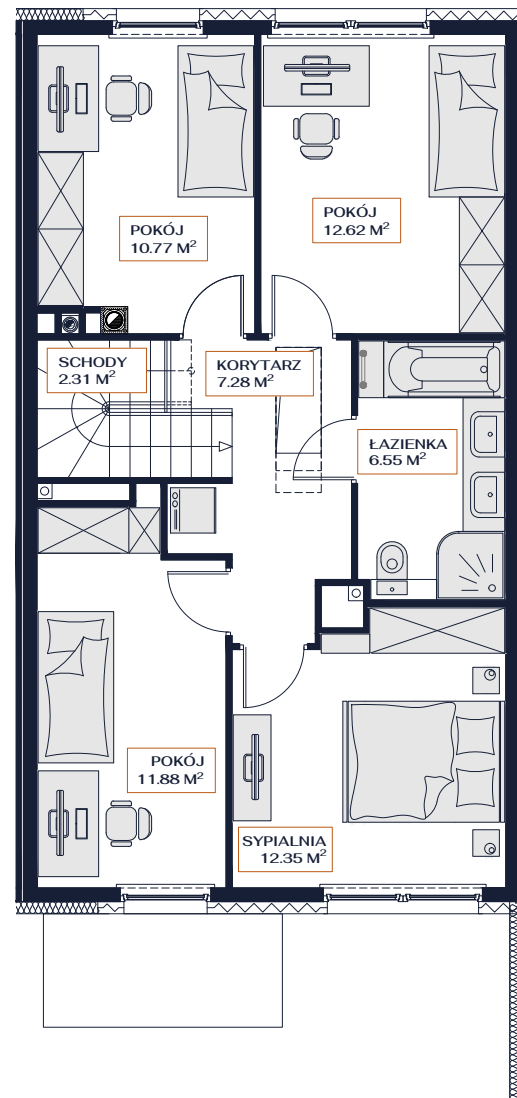 POKÓJ
10.77 M²
POKÓJ
12.62 M²
SCHODY
2.31 M²
KORYTARZ
7.28 M²
ŁAZIENKA
6.55 M²
POKÓJ
11.88 M²
SYPIALNIA
12.35 M²